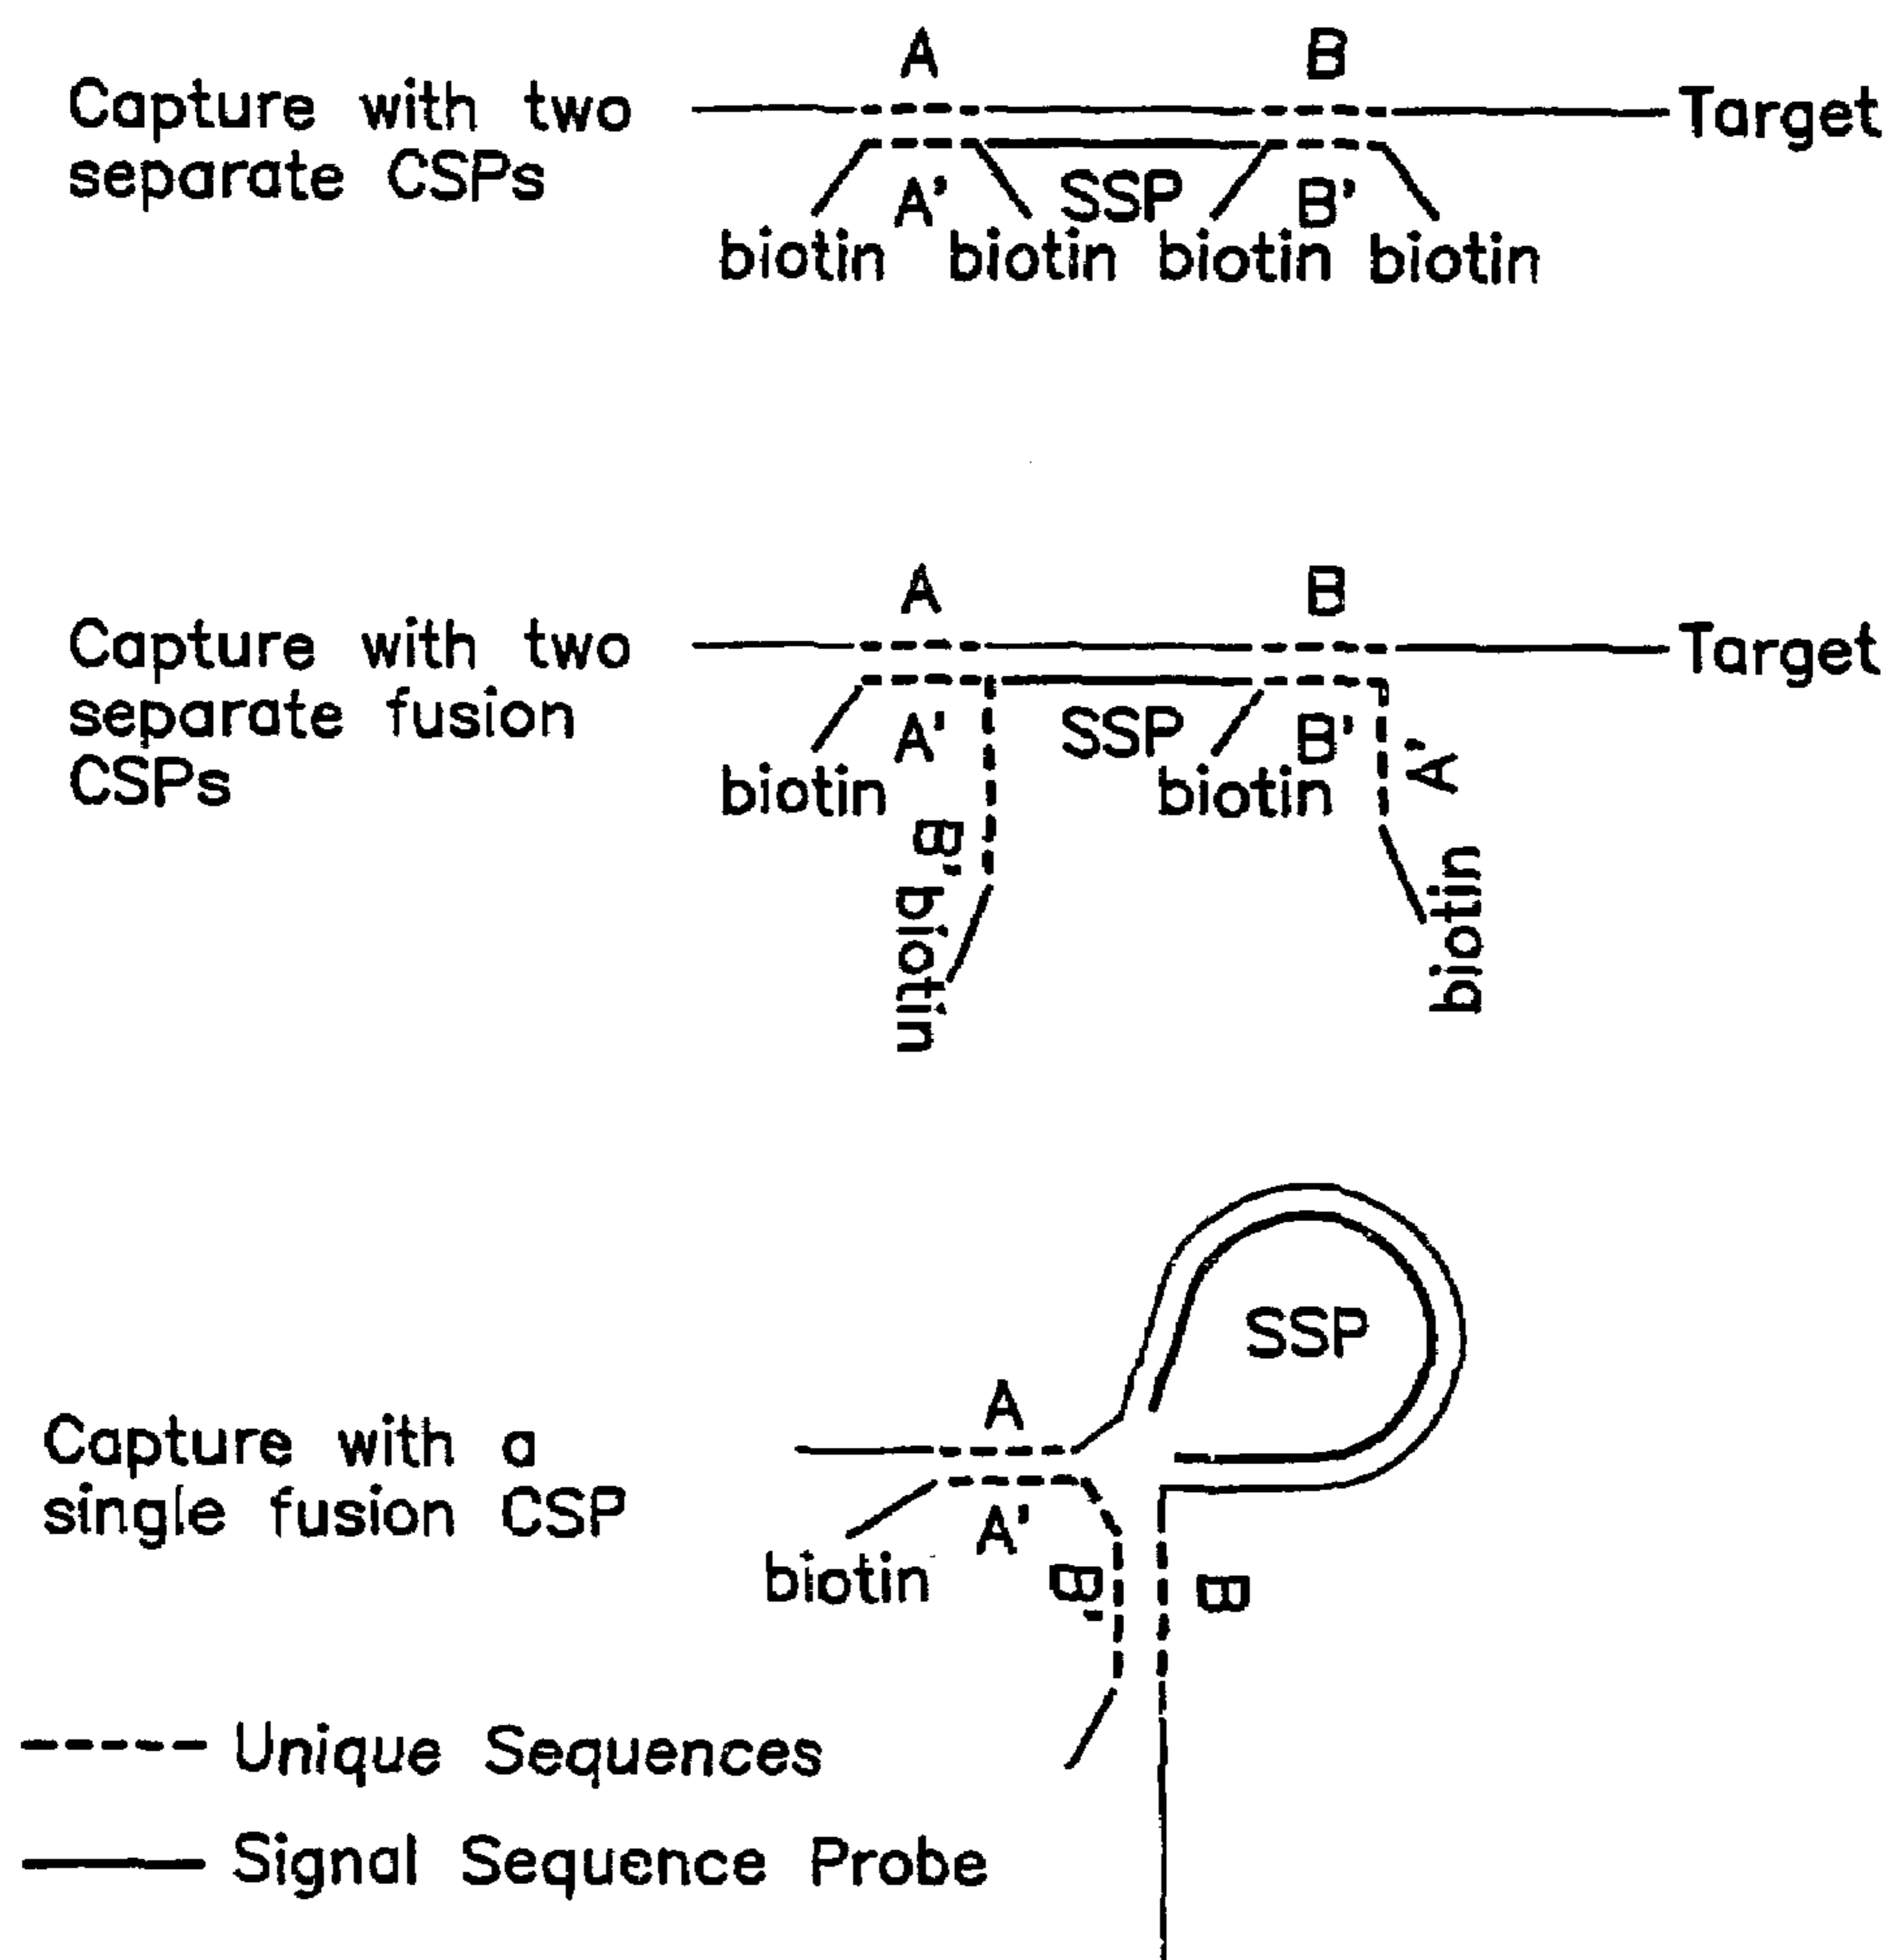 A B
Capture with two
separate CSPs
Target
A' SSP B'
biotin biotin biotin biotin
A B
Capture with two
separate fusion
CSPs
Target
A' SSP B'
biotin biotin
A'
B'
biotin
biotin
SSP
A
Capture with a
single fusion CSP
A'
biotin
B' B
Unique Sequences
Signal Sequence Probe